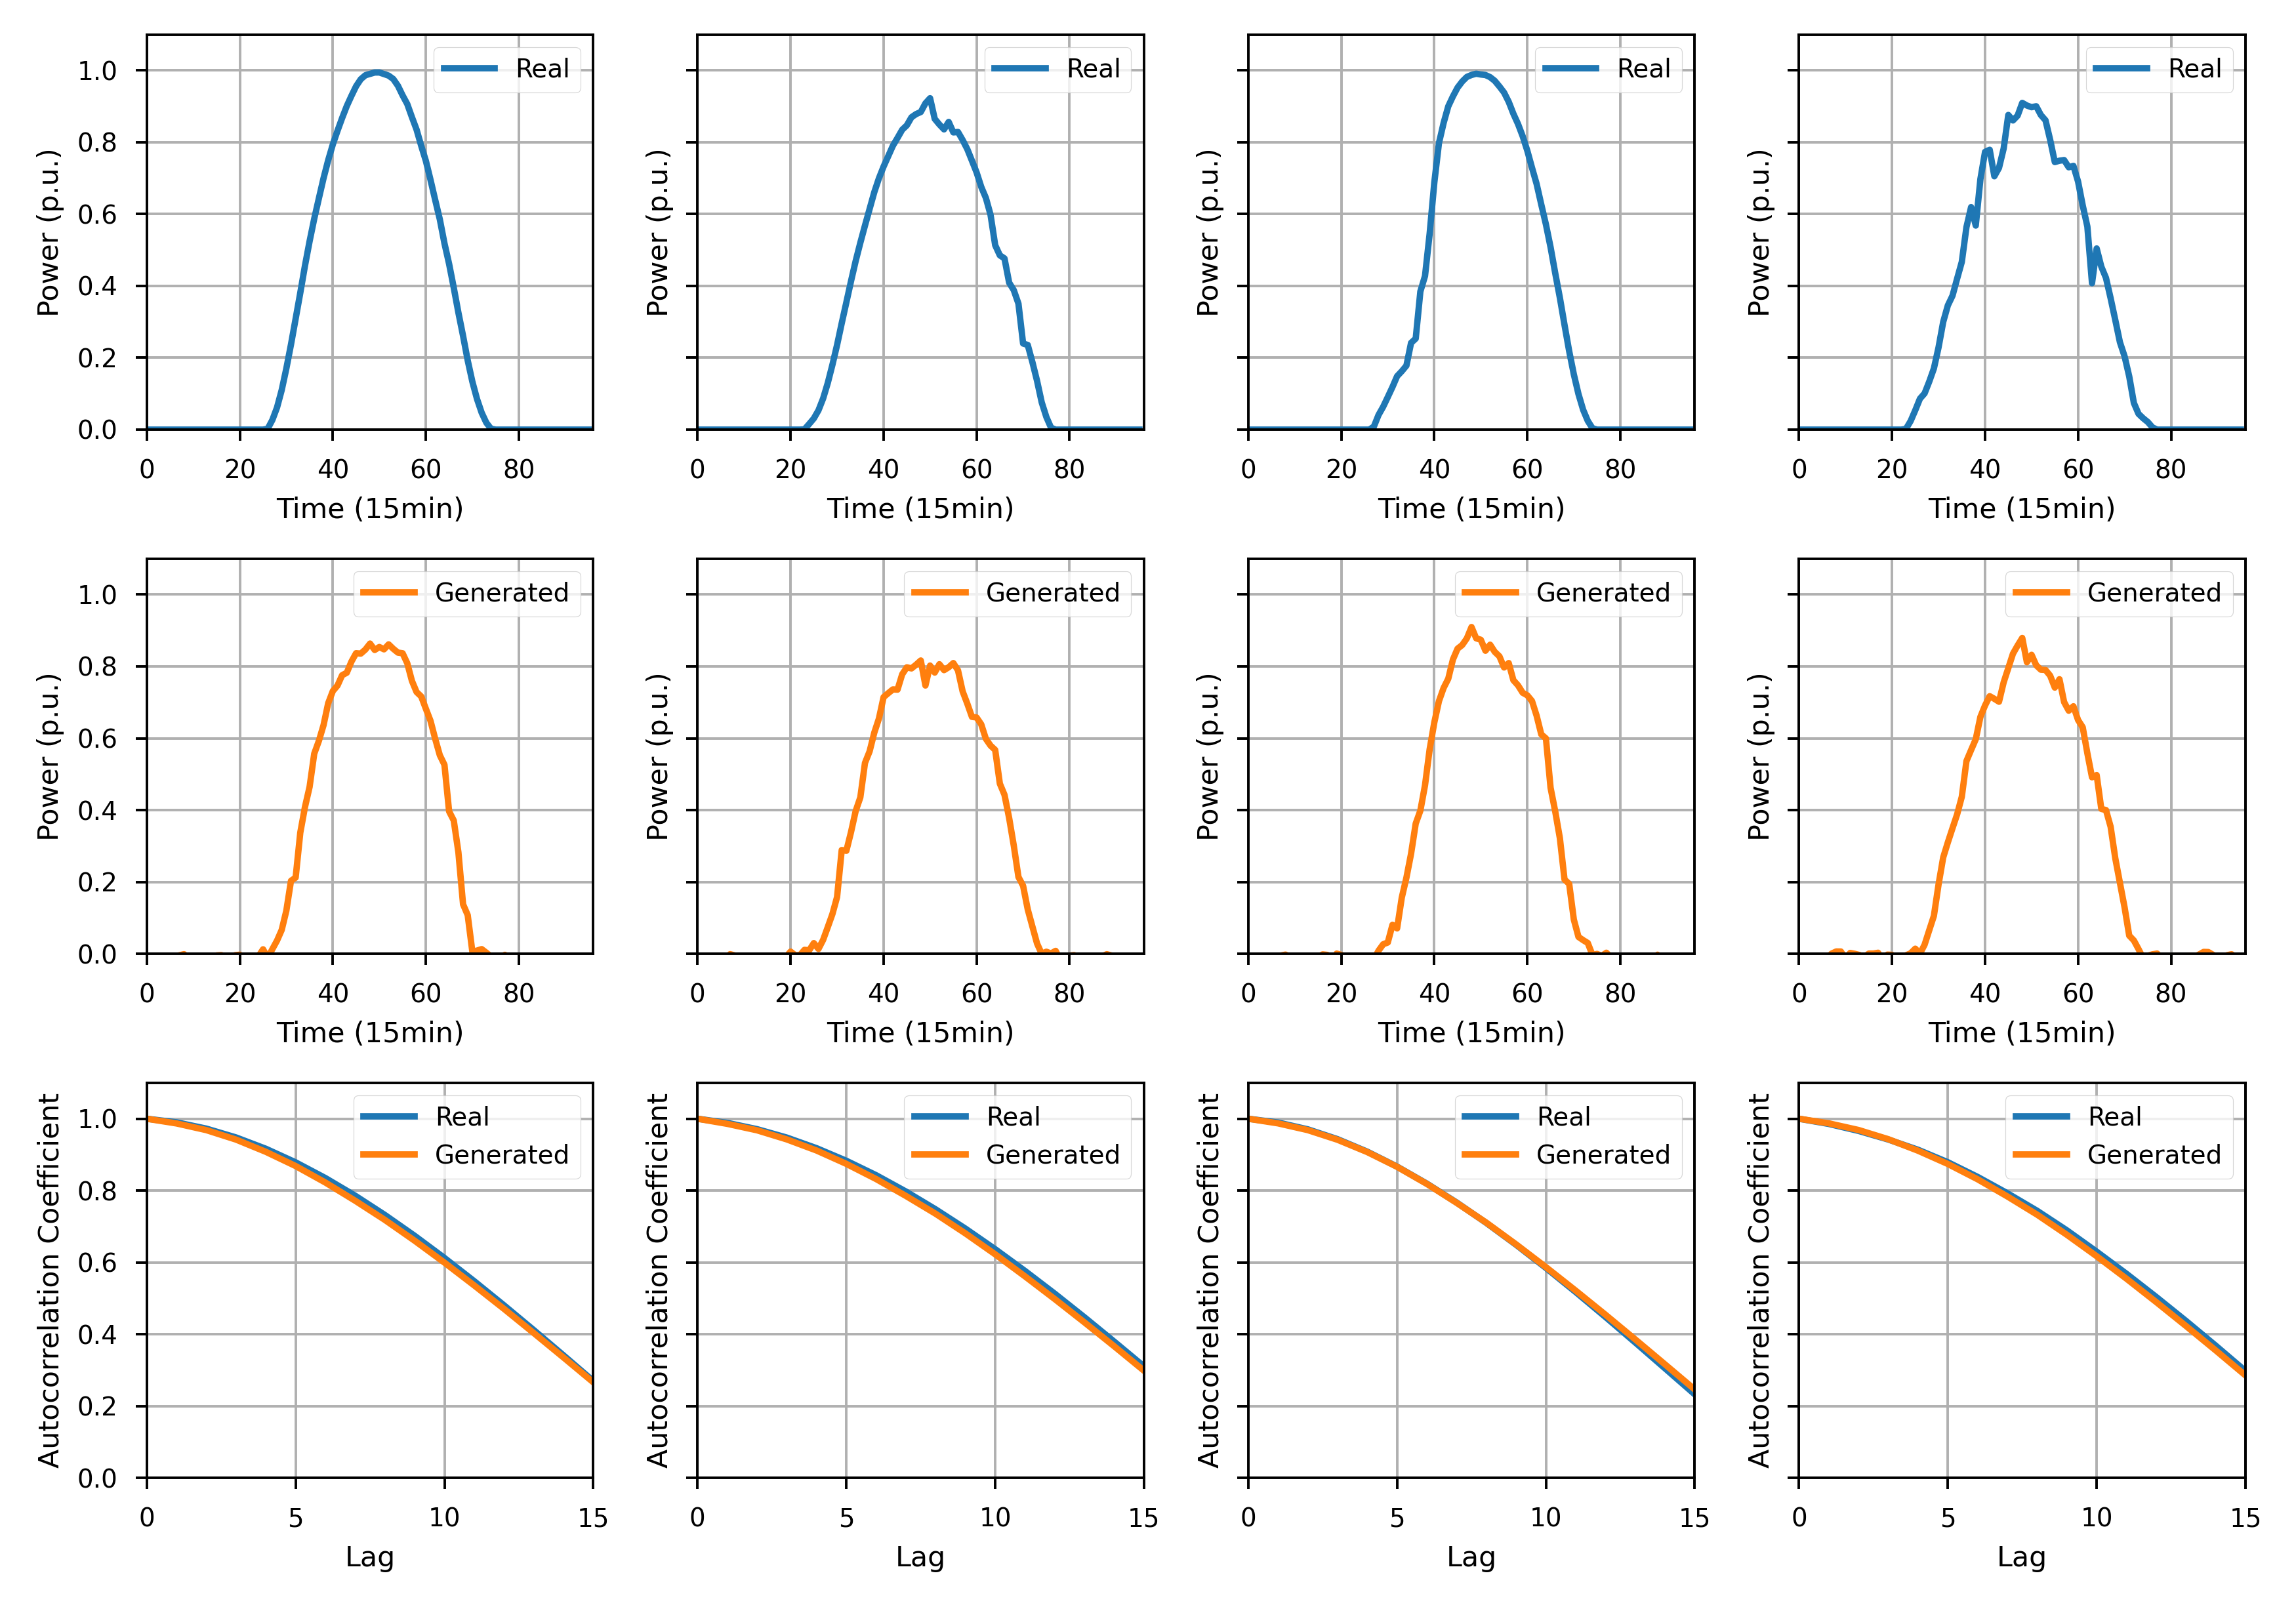 Real
Real
Real
Real
1.0
0.8
0.6
0.4
0.2
0.0
Power (p.u.)
Power (p.u.)
Power (p.u.)
Power (p.u.)
0 20 40 60 80
0 20 40 60 80
0 20 40 60 80
0 20 40 60 80
Time (15min)
Time (15min)
Time (15min)
Time (15min)
Generated
Generated
Generated
Generated
1.0
0.8
0.6
0.4
0.2
0.0
Power (p.u.)
Power (p.u.)
Power (p.u.)
Power (p.u.)
0 20 40 60 80
0 20 40 60 80
0 20 40 60 80
0 20 40 60 80
Time (15min)
Time (15min)
Time (15min)
Time (15min)
Real
Generated
Real
Generated
Real
Generated
Real
Generated
1.0
0.8
0.6
0.4
0.2
0.0
Autocorrelation Coefficient
Autocorrelation Coefficient
Autocorrelation Coefficient
Autocorrelation Coefficient
0 5 10 15
0 5 10 15
0 5 10 15
0 5 10 15
Lag
Lag
Lag
Lag